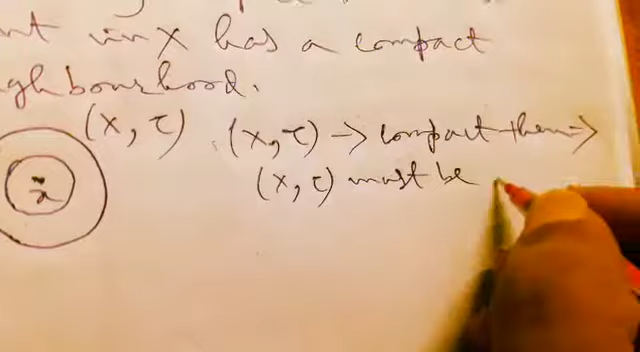 nt in X has a compact
ghbourhood.
(X, τ) . (X, τ) → compact then →
(X, τ) must be
x